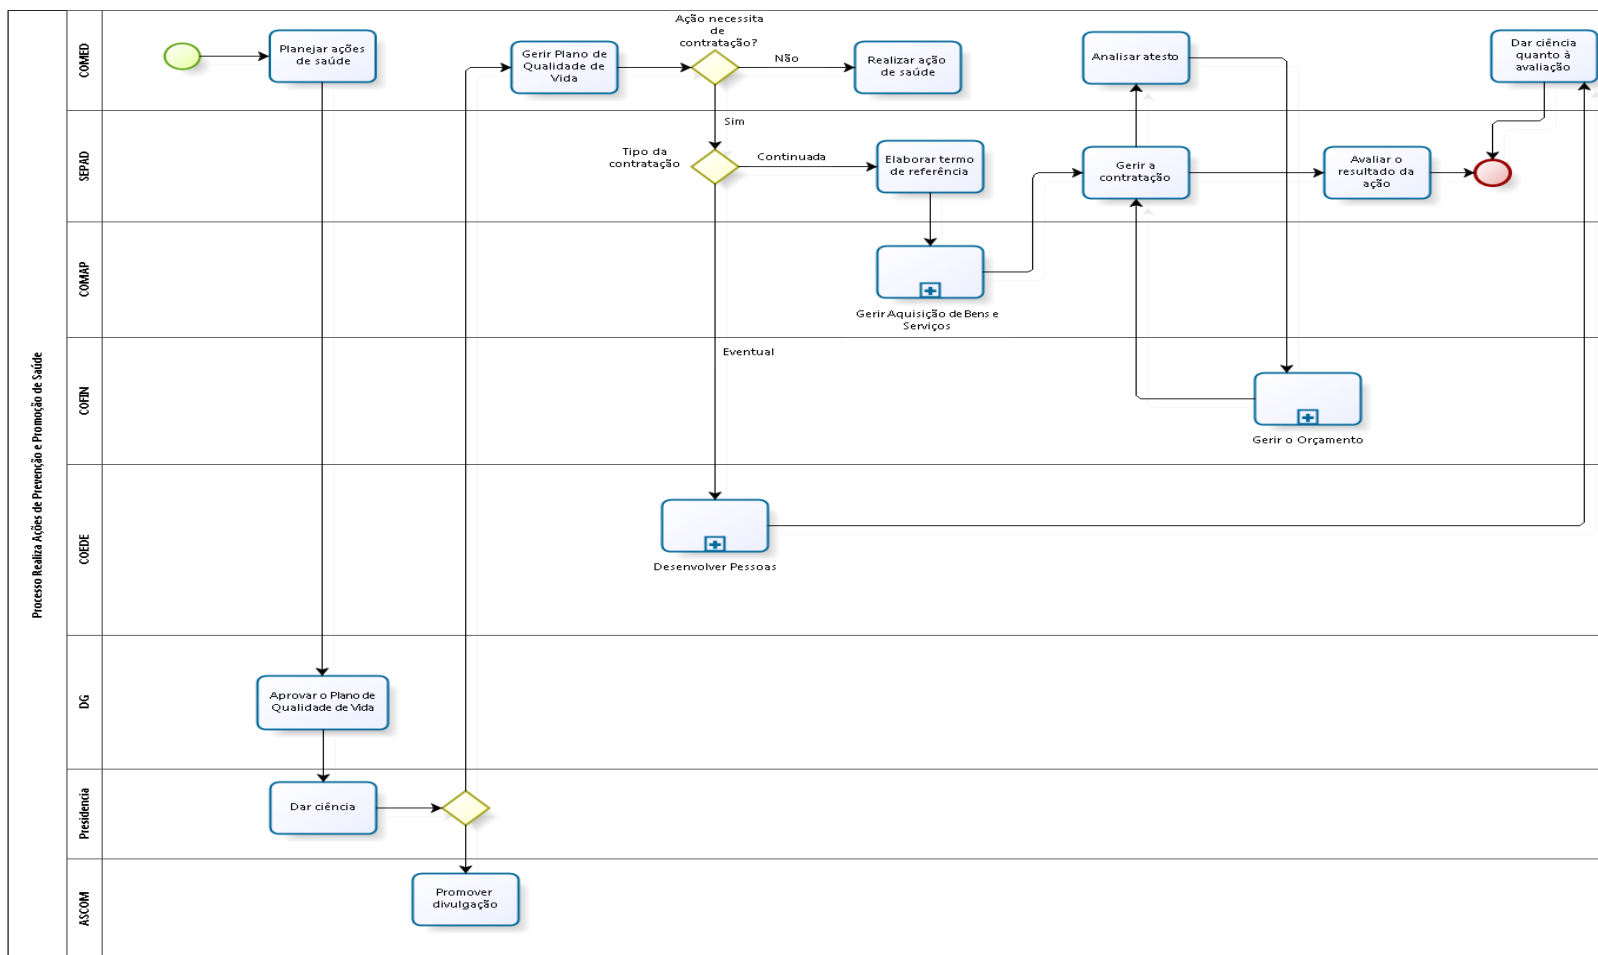 Processo Realiza Ações de Prevenção e Promoção de Saúde
COMED
Planejar ações
de saúde
Gerir Plano de
Qualidade de
Vida
Ação necessita
de
contratação?
Não
Realizar ação
de saúde
Analisar atesto
Dar ciência
quanto à
avaliação
Sim
SEPAD
Tipo da
contratação
Continuada
Elaborar termo
de referência
Gerir a
contratação
Avaliar o
resultado da
ação
COMAP
Gerir Aquisição de Bens e
Serviços
Eventual
COFIN
Gerir o Orçamento
COEDE
Desenvolver Pessoas
DG
Aprovar o Plano de
Qualidade de Vida
Presidencia
Dar ciência
ASCOM
Promover
divulgação